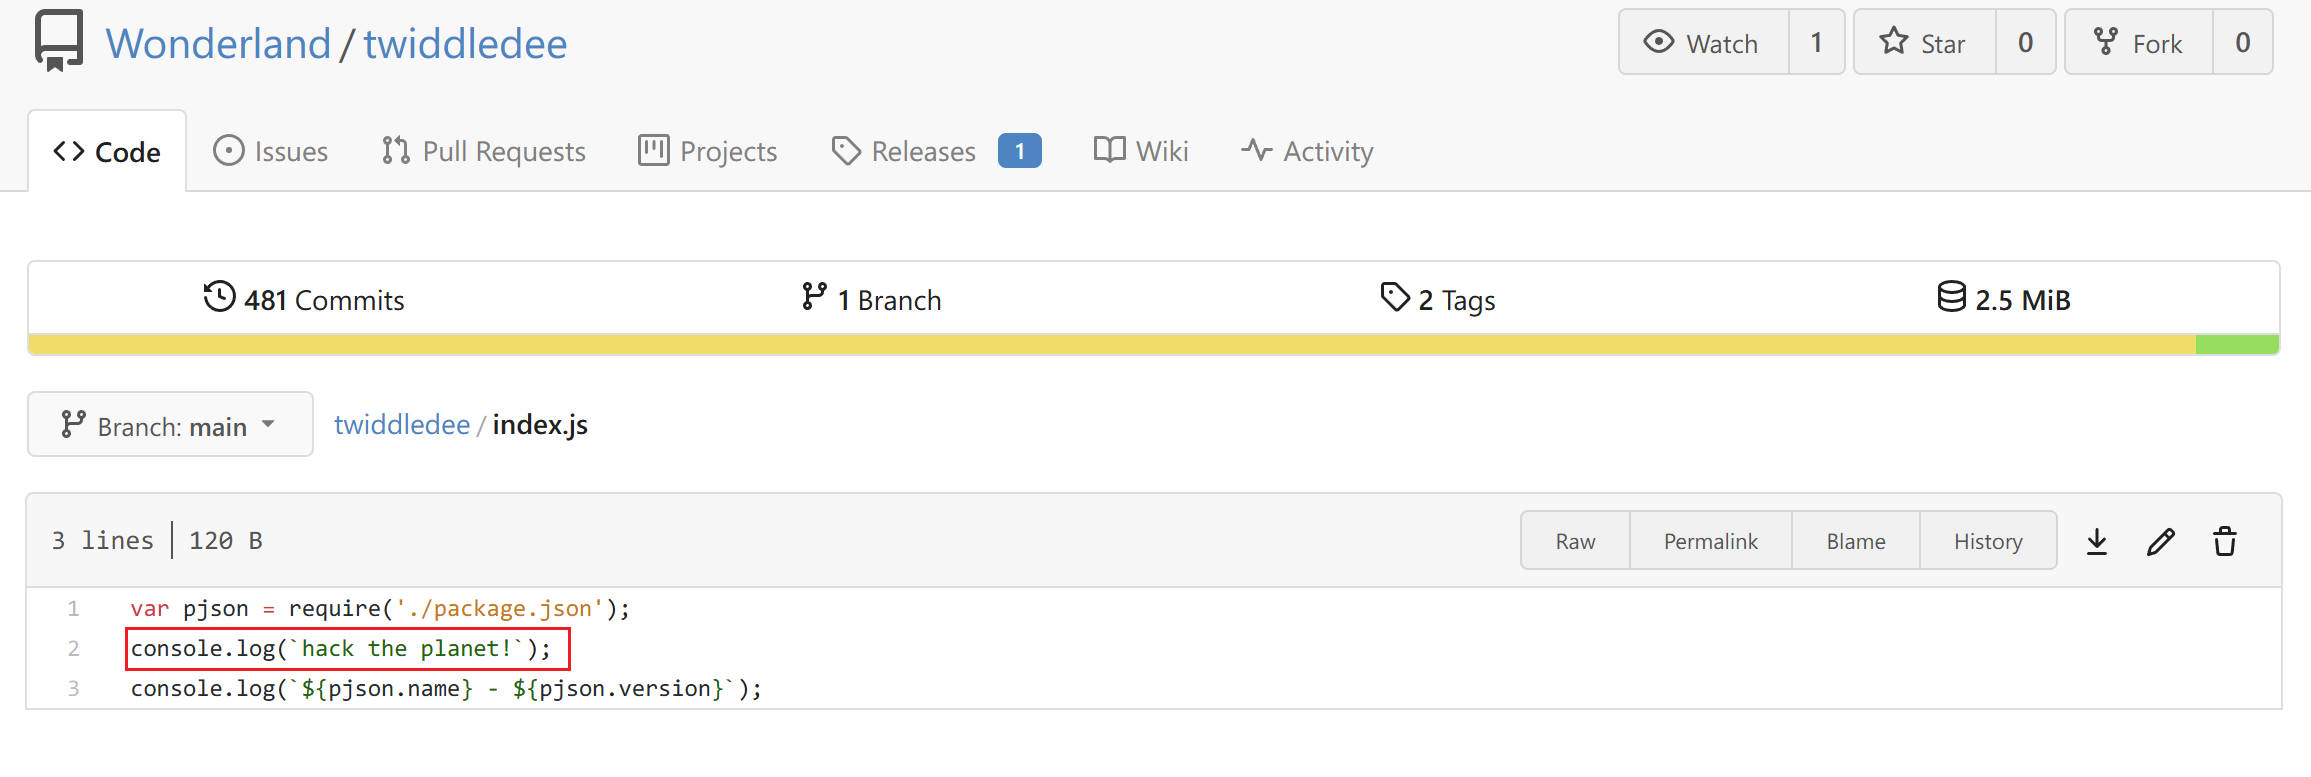 Wonderland / twiddledee
Watch 1 Star 0 Fork 0
Code Issues Pull Requests Projects Releases 1 Wiki Activity
481 Commits 1 Branch 2 Tags 2.5 MiB
Branch: main twiddledee / index.js
3 lines 120 B Raw Permalink Blame History
1 var pjson = require('./package.json');
2 console.log(`hack the planet!`);
3 console.log(`${pjson.name} - ${pjson.version}`);